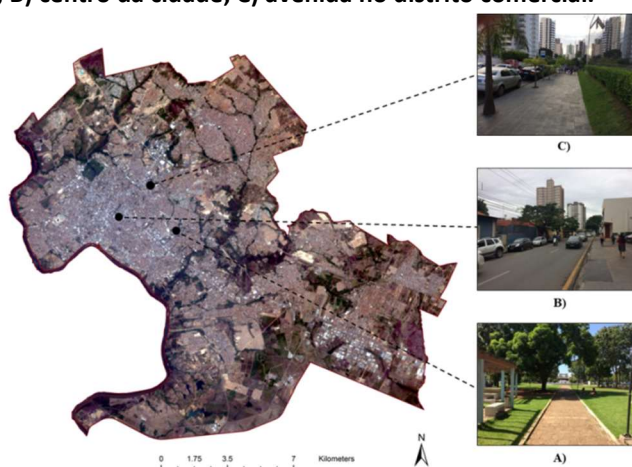 B) centro da cidade; C) avenida no distrito comercial.
C)
B)
A)
N
0 1.75 3.5 7 Kilometers